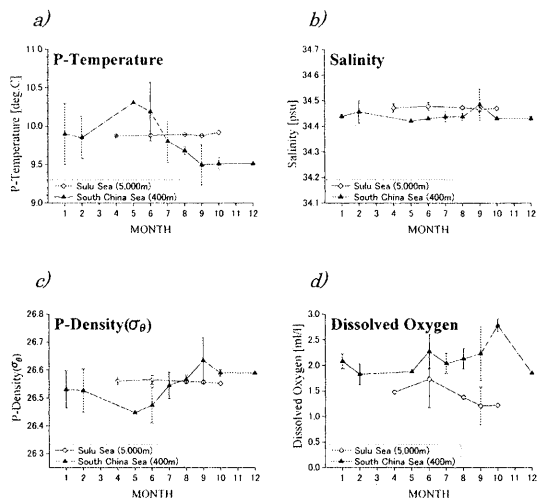 a)
P-Temperature
11.0
10.5
10.0
9.5
9.0
P-Temperature [deg.C]
Sulu Sea (5,000m)
South China Sea (400m)
1 2 3 4 5 6 7 8 9 10 12
MONTH
b)
Salinity
34.7
34.6
34.5
34.4
34.3
34.2
34.1
Salinity [psu]
Sulu Sea (5,000m)
South China Sea (400m)
1 2 3 4 5 6 7 8 9 10 12
MONTH
c)
P-Density(σθ)
26.8
26.7
26.6
26.5
26.4
26.3
P-Density(σθ)
Sulu Sea (5,000m)
South China Sea (400m)
1 2 3 4 5 6 7 8 9 10 12
MONTH
d)
Dissolved Oxygen
3.0
2.5
2.0
1.5
1.0
0.5
0.0
Dissolved Oxygen [ml/l]
Sulu Sea (5,000m)
South China Sea (400m)
1 2 3 4 5 6 7 8 9 10 12
MONTH